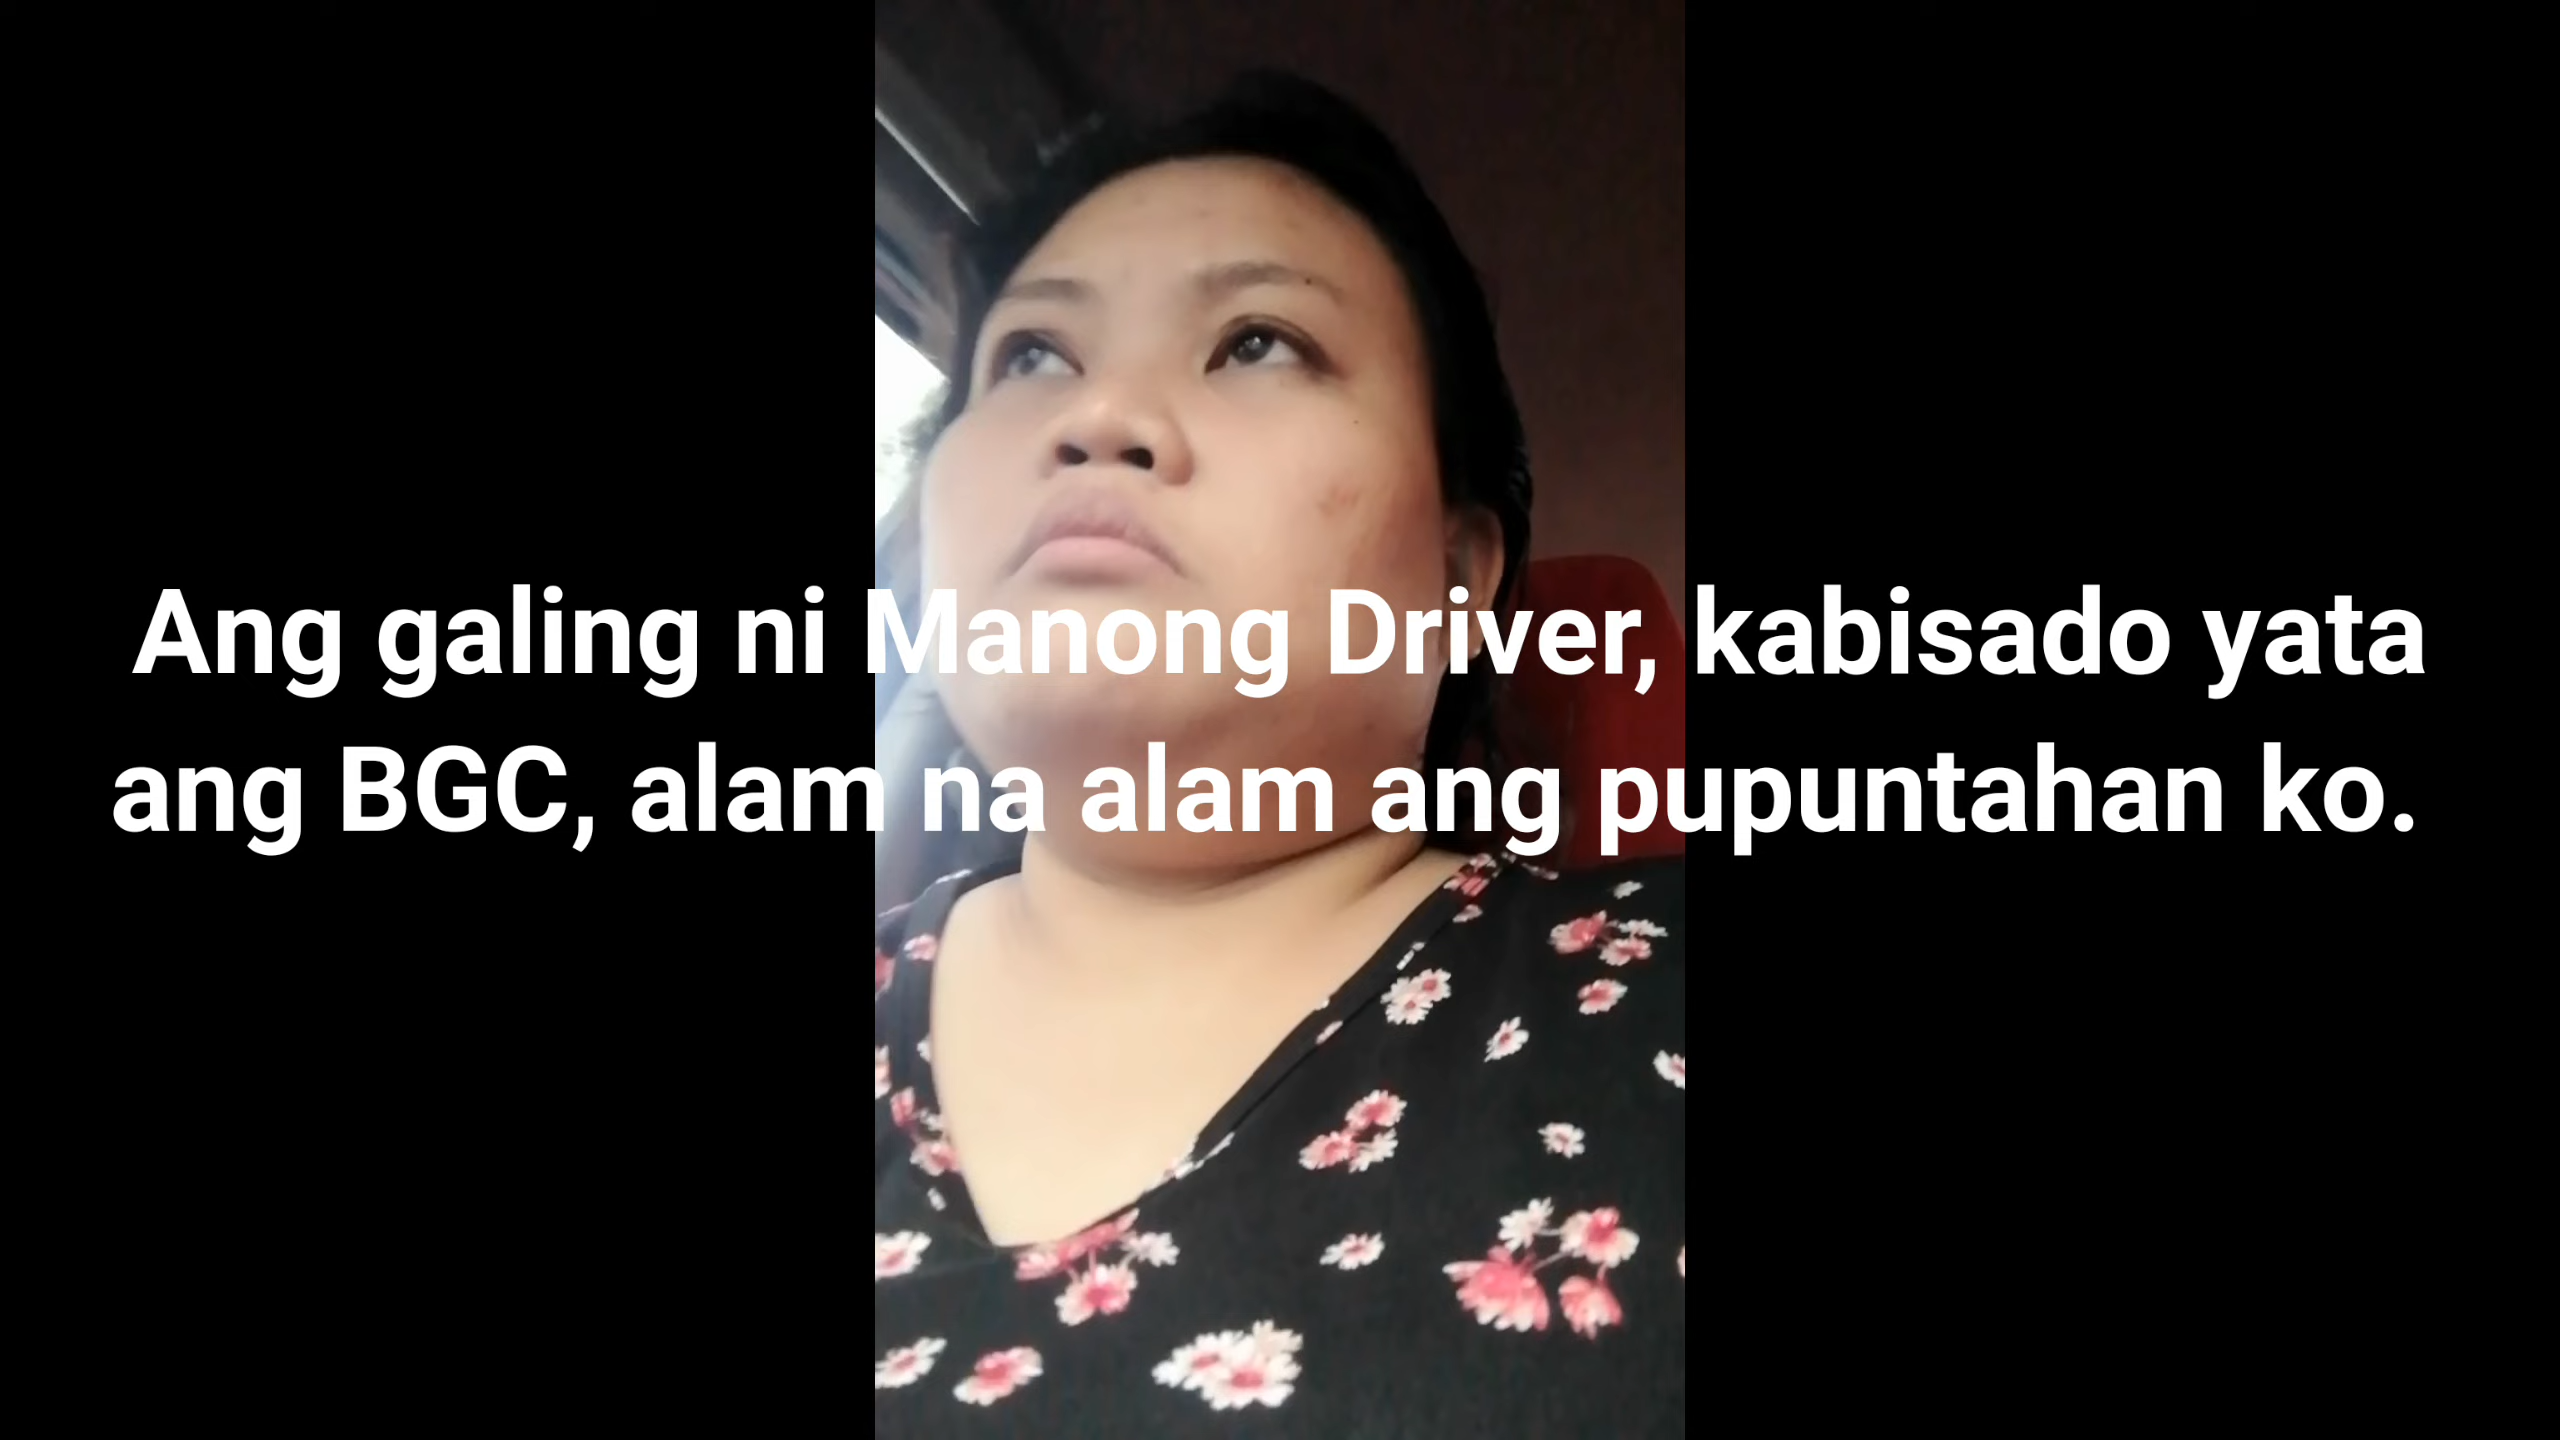 Ang galing ni Manong Driver, kabisado yata
ang BGC, alam na alam ang pupuntahan ko.